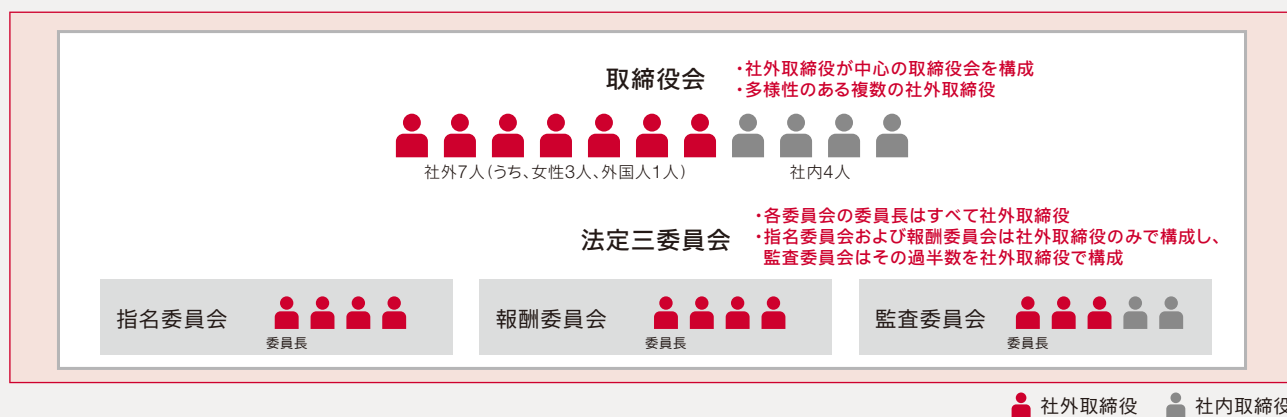 取締役会
・社外取締役が中心の取締役会を構成
・多様性のある複数の社外取締役
社外7人(うち、女性3人、外国人1人)
社内4人
法定三委員会
・各委員会の委員長はすべて社外取締役
・指名委員会および報酬委員会は社外取締役のみで構成し、
監査委員会はその過半数を社外取締役で構成
指名委員会
委員長
報酬委員会
委員長
監査委員会
委員長
社外取締役
社内取締役